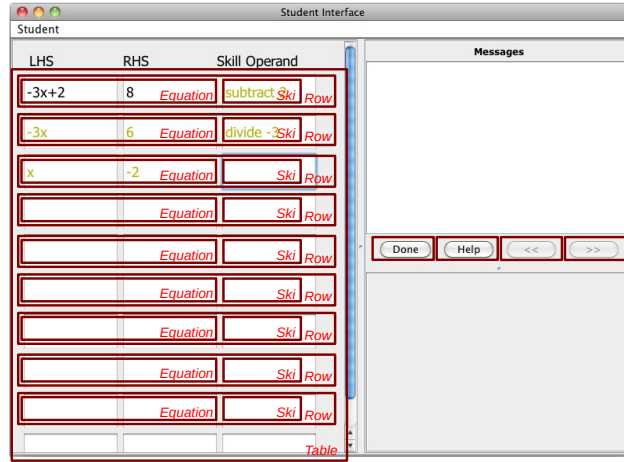 Student Interface
Student
Messages
LHS RHS Skill Operand
-3x+2 8 Equation subtract Ski Row
-3x 6 Equation divide -3 Ski Row
x -2 Equation Ski Row
Equation Ski Row
Equation Ski Row
Equation Ski Row
Equation Ski Row
Equation Ski Row
Equation Ski Row
Table
Done Help << >>